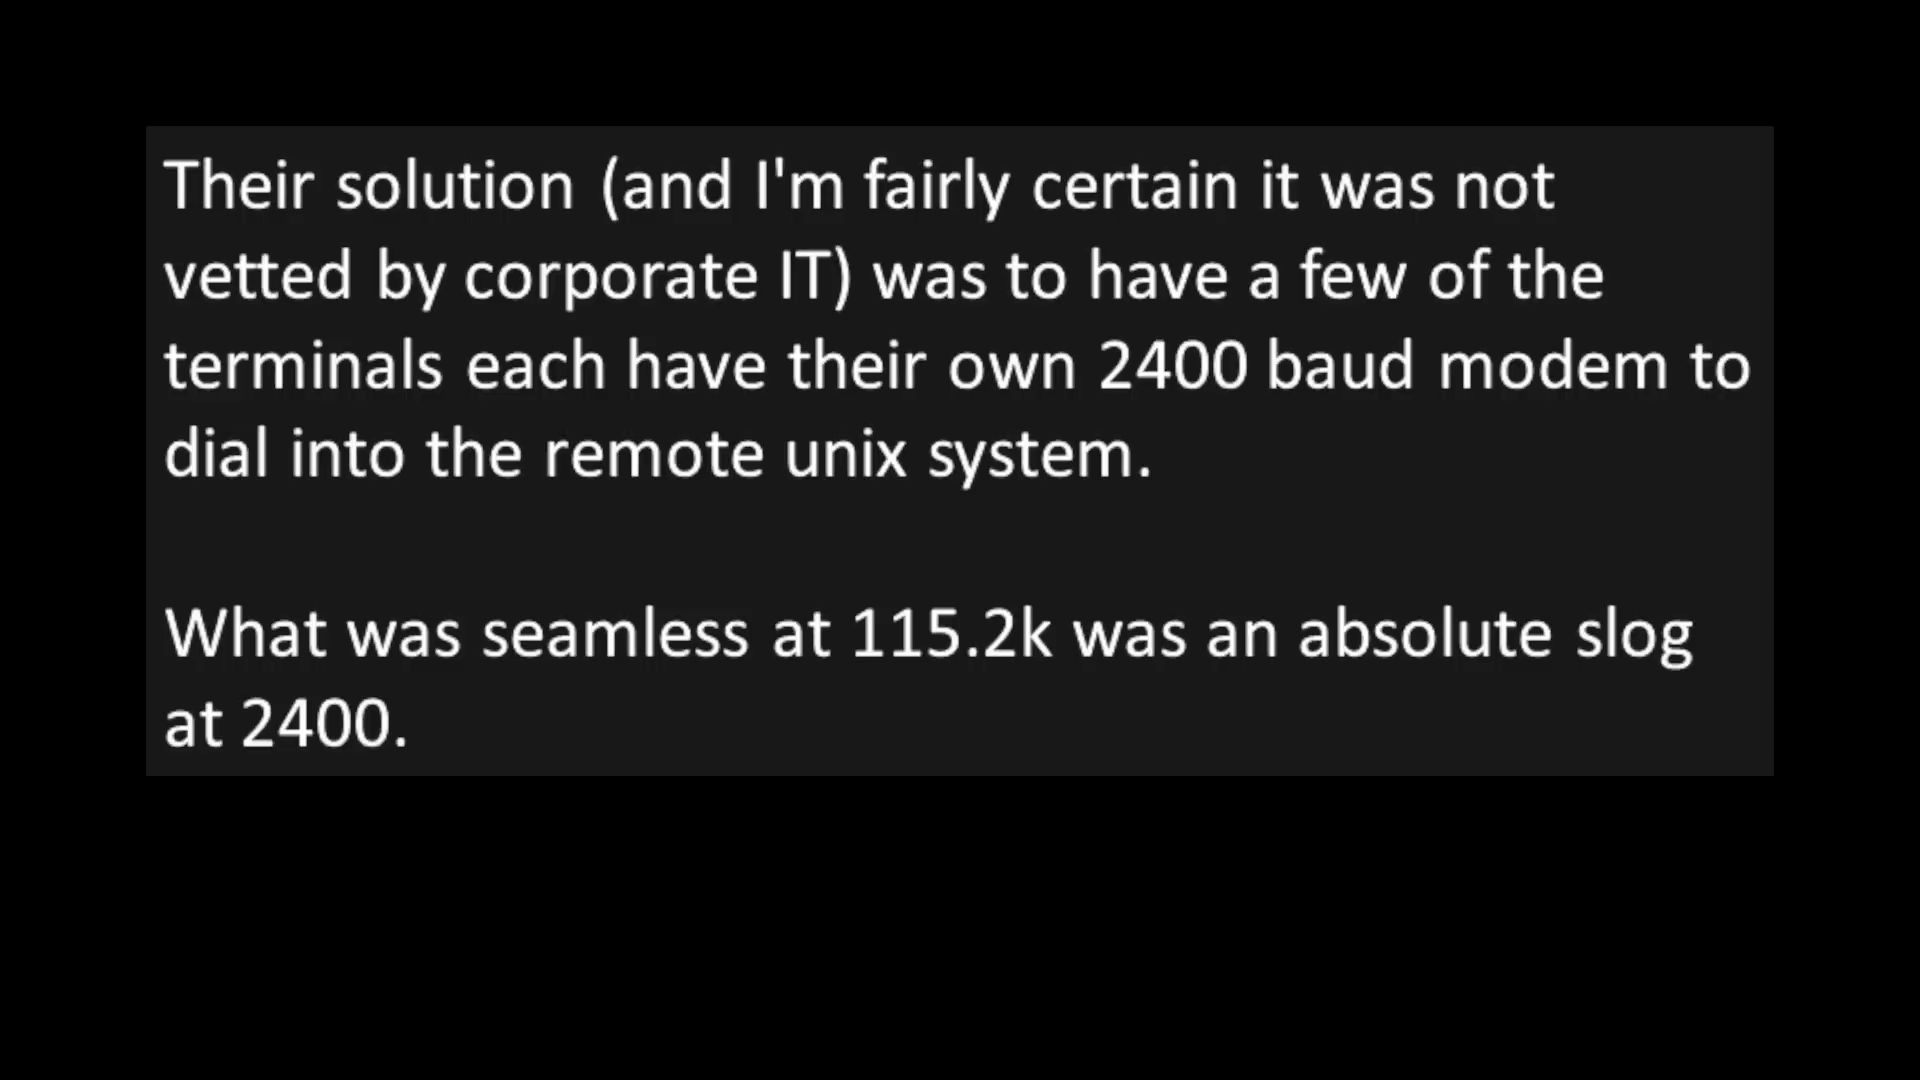 Their solution (and I'm fairly certain it was not
vetted by corporate IT) was to have a few of the
terminals each have their own 2400 baud modem to
dial into the remote unix system.
What was seamless at 115.2k was an absolute slog
at 2400.